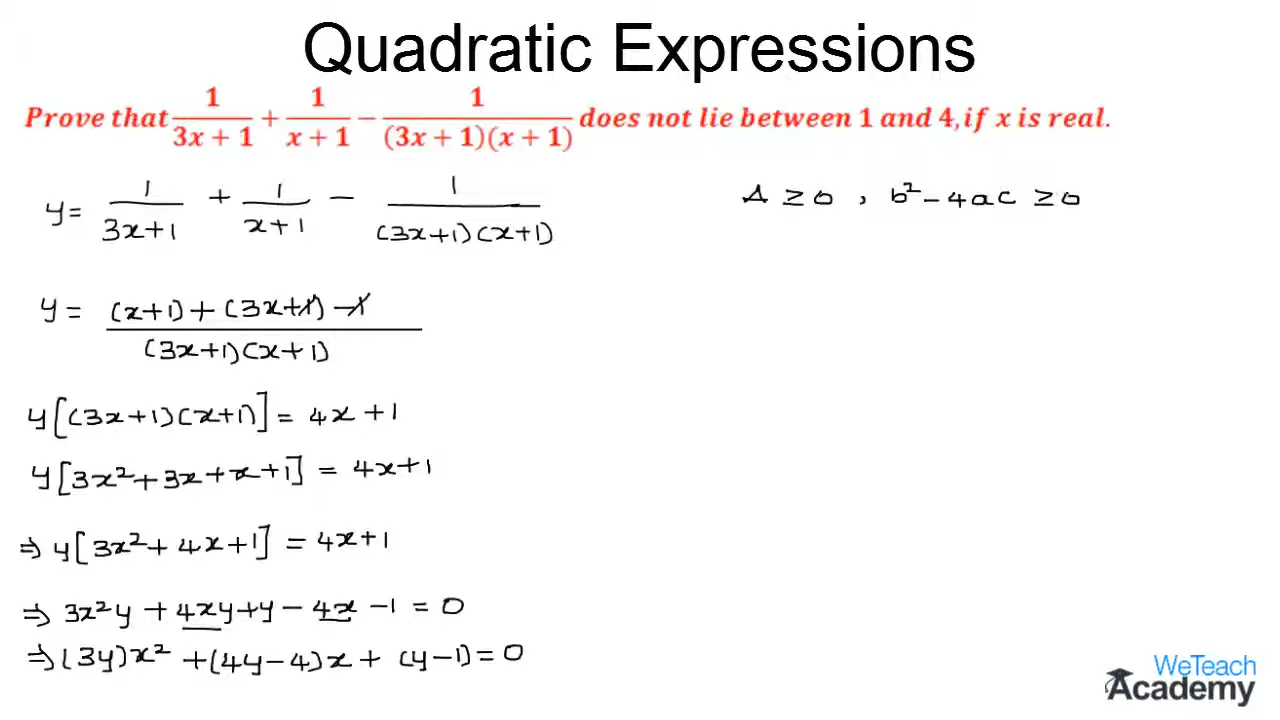 Quadratic Expressions
Prove that 1/(3x + 1) + 1/(x + 1) − 1/((3x + 1)(x + 1)) does not lie between 1 and 4, if x is real.
y = 1/(3x+1) + 1/(x+1) − 1/((3x+1)(x+1))
Δ ≥ 0 , b² − 4ac ≥ 0
y = ((x+1) + (3x+1) − 1)/((3x+1)(x+1))
y[(3x+1)(x+1)] = 4x + 1
y[3x² + 3x + x + 1] = 4x+1
⇒ y[3x² + 4x + 1] = 4x+1
⇒ 3x²y + 4xy + y − 4x − 1 = 0
⇒ (3y)x² + (4y−4)x + (y−1) = 0
WeTeach
Academy